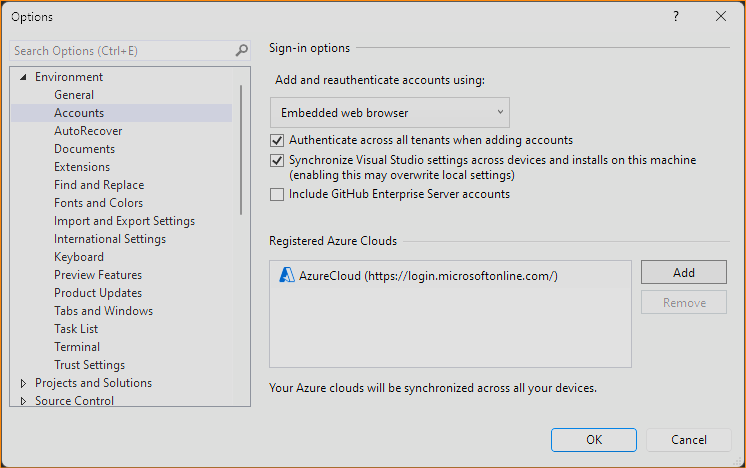 Options
?
Search Options (Ctrl+E)
Environment
General
Accounts
AutoRecover
Documents
Extensions
Find and Replace
Fonts and Colors
Import and Export Settings
International Settings
Keyboard
Preview Features
Product Updates
Tabs and Windows
Task List
Terminal
Trust Settings
Projects and Solutions
Source Control
Sign-in options
Add and reauthenticate accounts using:
Embedded web browser
Authenticate across all tenants when adding accounts
Synchronize Visual Studio settings across devices and installs on this machine
(enabling this may overwrite local settings)
Include GitHub Enterprise Server accounts
Registered Azure Clouds
AzureCloud (https://login.microsoftonline.com/)
Add
Remove
Your Azure clouds will be synchronized across all your devices.
OK
Cancel